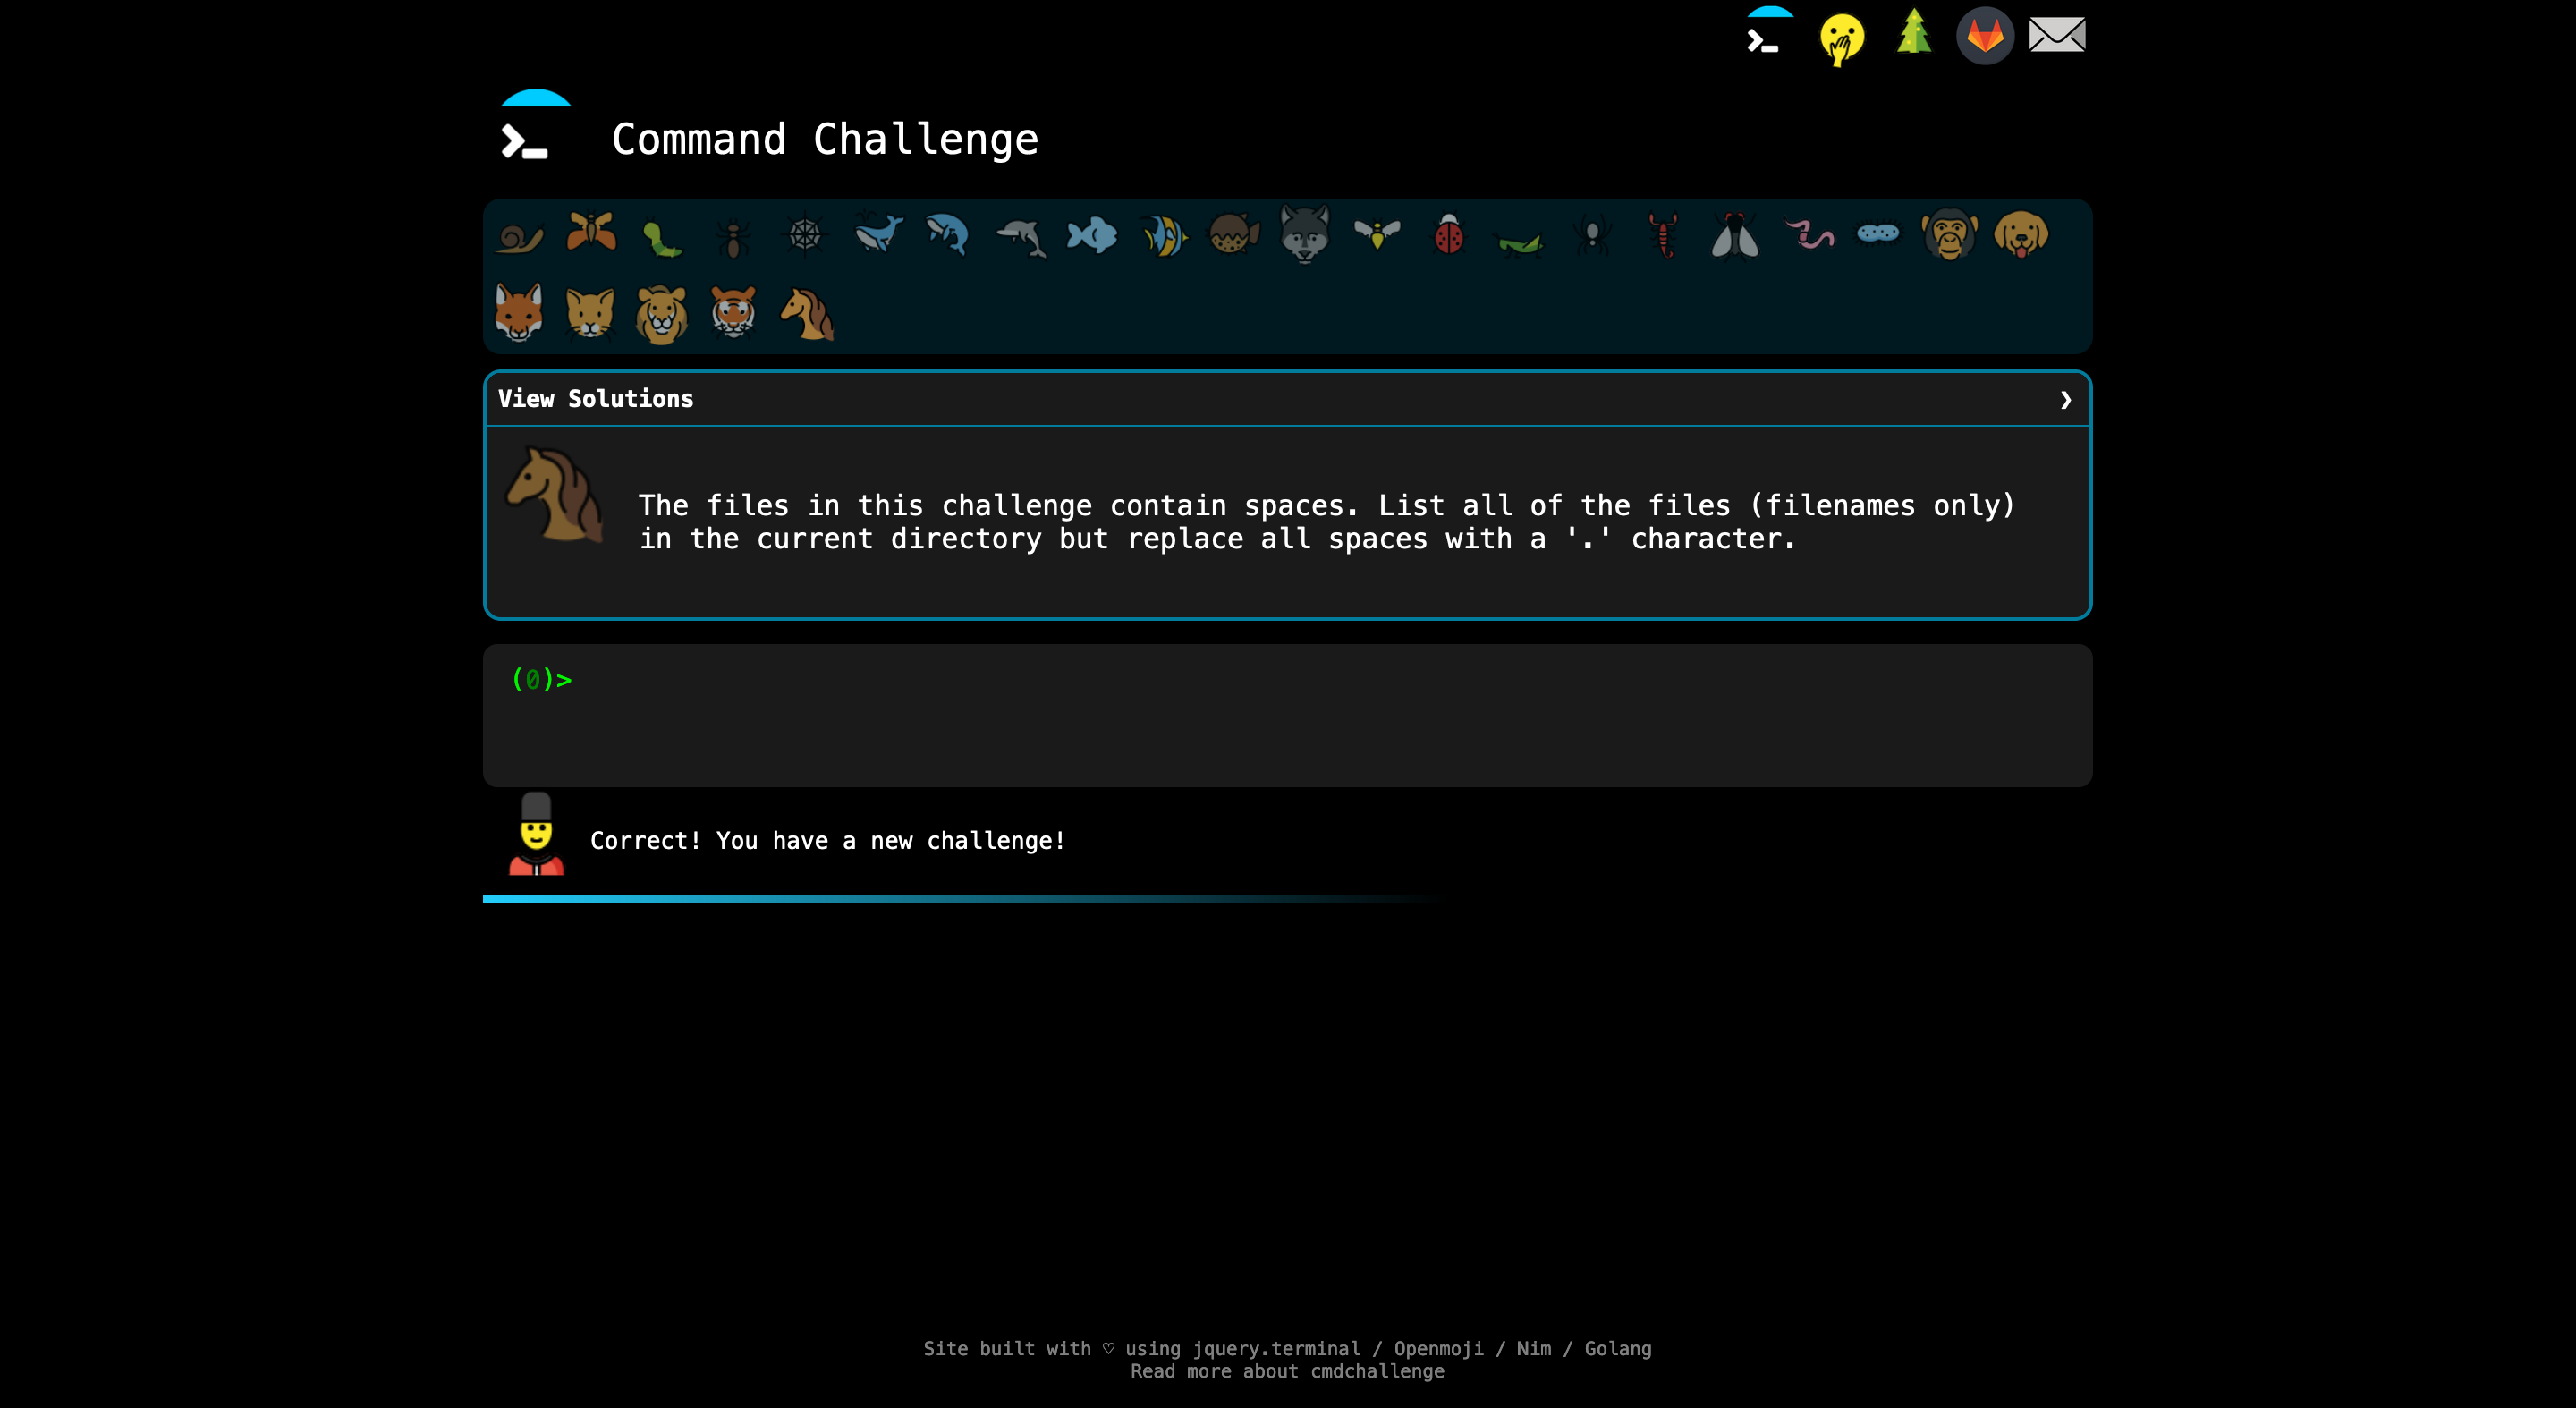 Command Challenge
View Solutions ❯
The files in this challenge contain spaces. List all of the files (filenames only)
in the current directory but replace all spaces with a '.' character.
(0)>
Correct! You have a new challenge!
Site built with ♡ using jquery.terminal / Openmoji / Nim / Golang
Read more about cmdchallenge